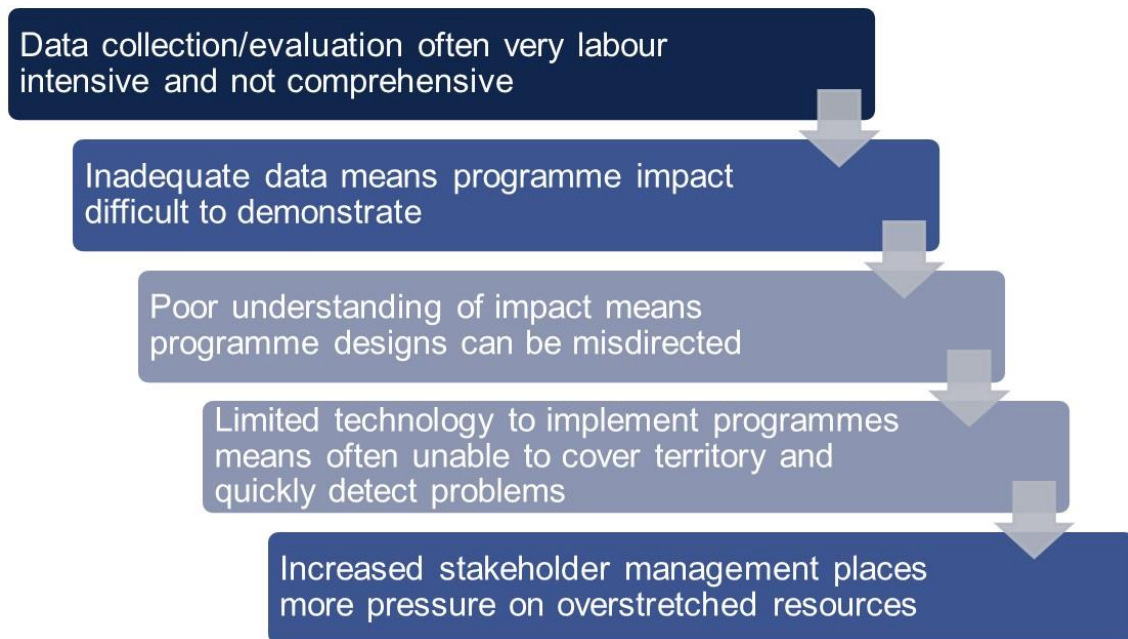 Data collection/evaluation often very labour
intensive and not comprehensive
Inadequate data means programme impact
difficult to demonstrate
Poor understanding of impact means
programme designs can be misdirected
Limited technology to implement programmes
means often unable to cover territory and
quickly detect problems
Increased stakeholder management places
more pressure on overstretched resources